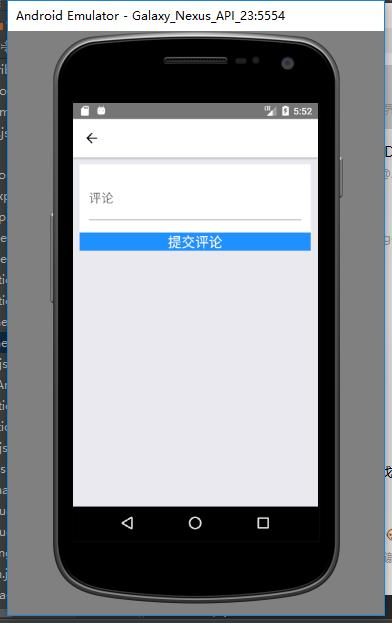 Android Emulator - Galaxy_Nexus_API_23:5554
5:52
评论
提交评论